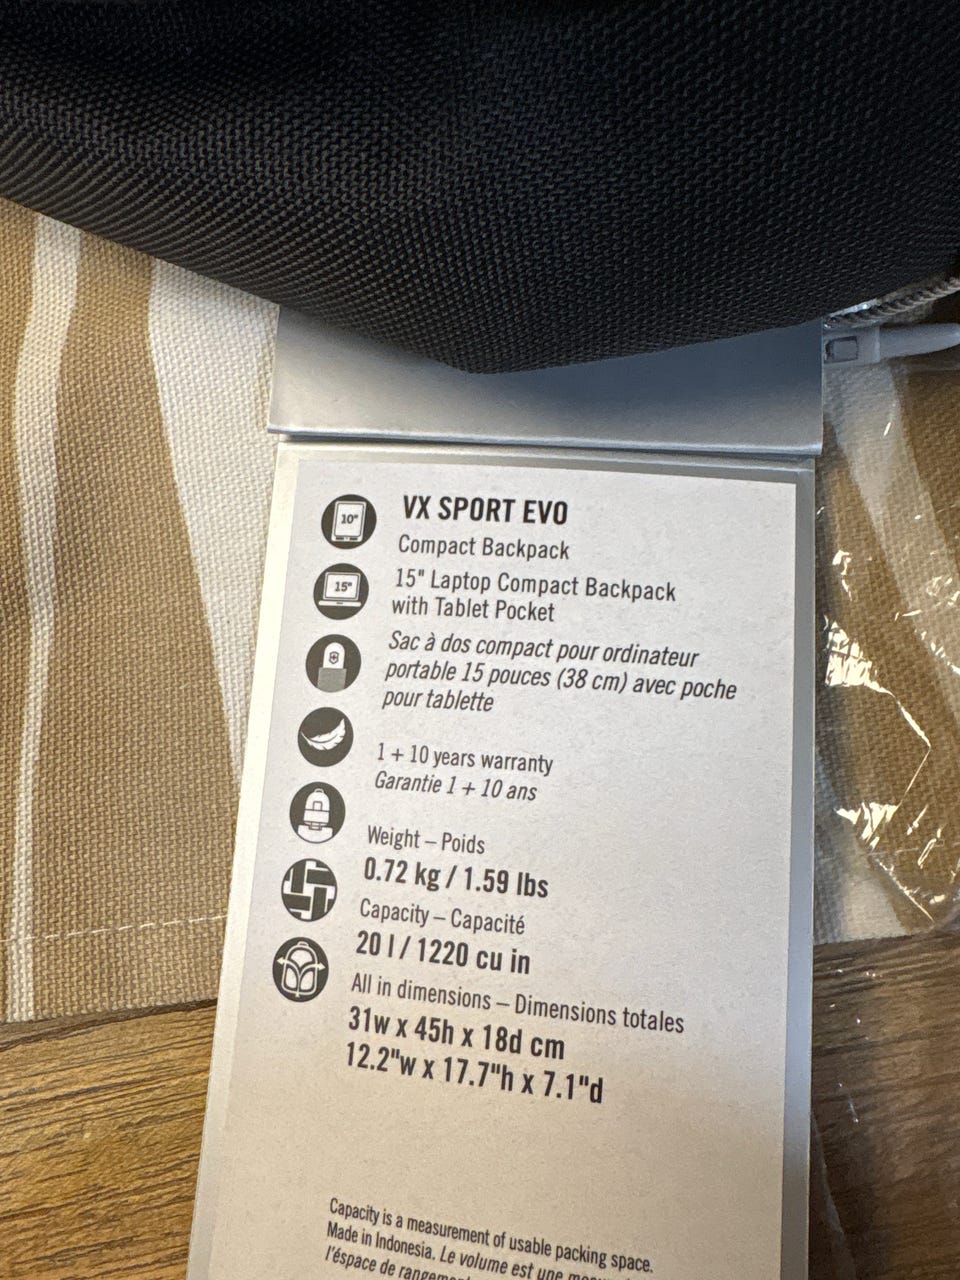 10"
VX SPORT EVO
Compact Backpack
15"
15" Laptop Compact Backpack
with Tablet Pocket
Sac à dos compact pour ordinateur
portable 15 pouces (38 cm) avec poche
pour tablette
1 + 10 years warranty
Garantie 1 + 10 ans
Weight – Poids
0.72 kg / 1.59 lbs
Capacity – Capacité
20 l / 1220 cu in
All in dimensions – Dimensions totales
31w x 45h x 18d cm
12.2"w x 17.7"h x 7.1"d
Capacity is a measurement of usable packing space.
Made in Indonesia. Le volume est une
l'éspace de